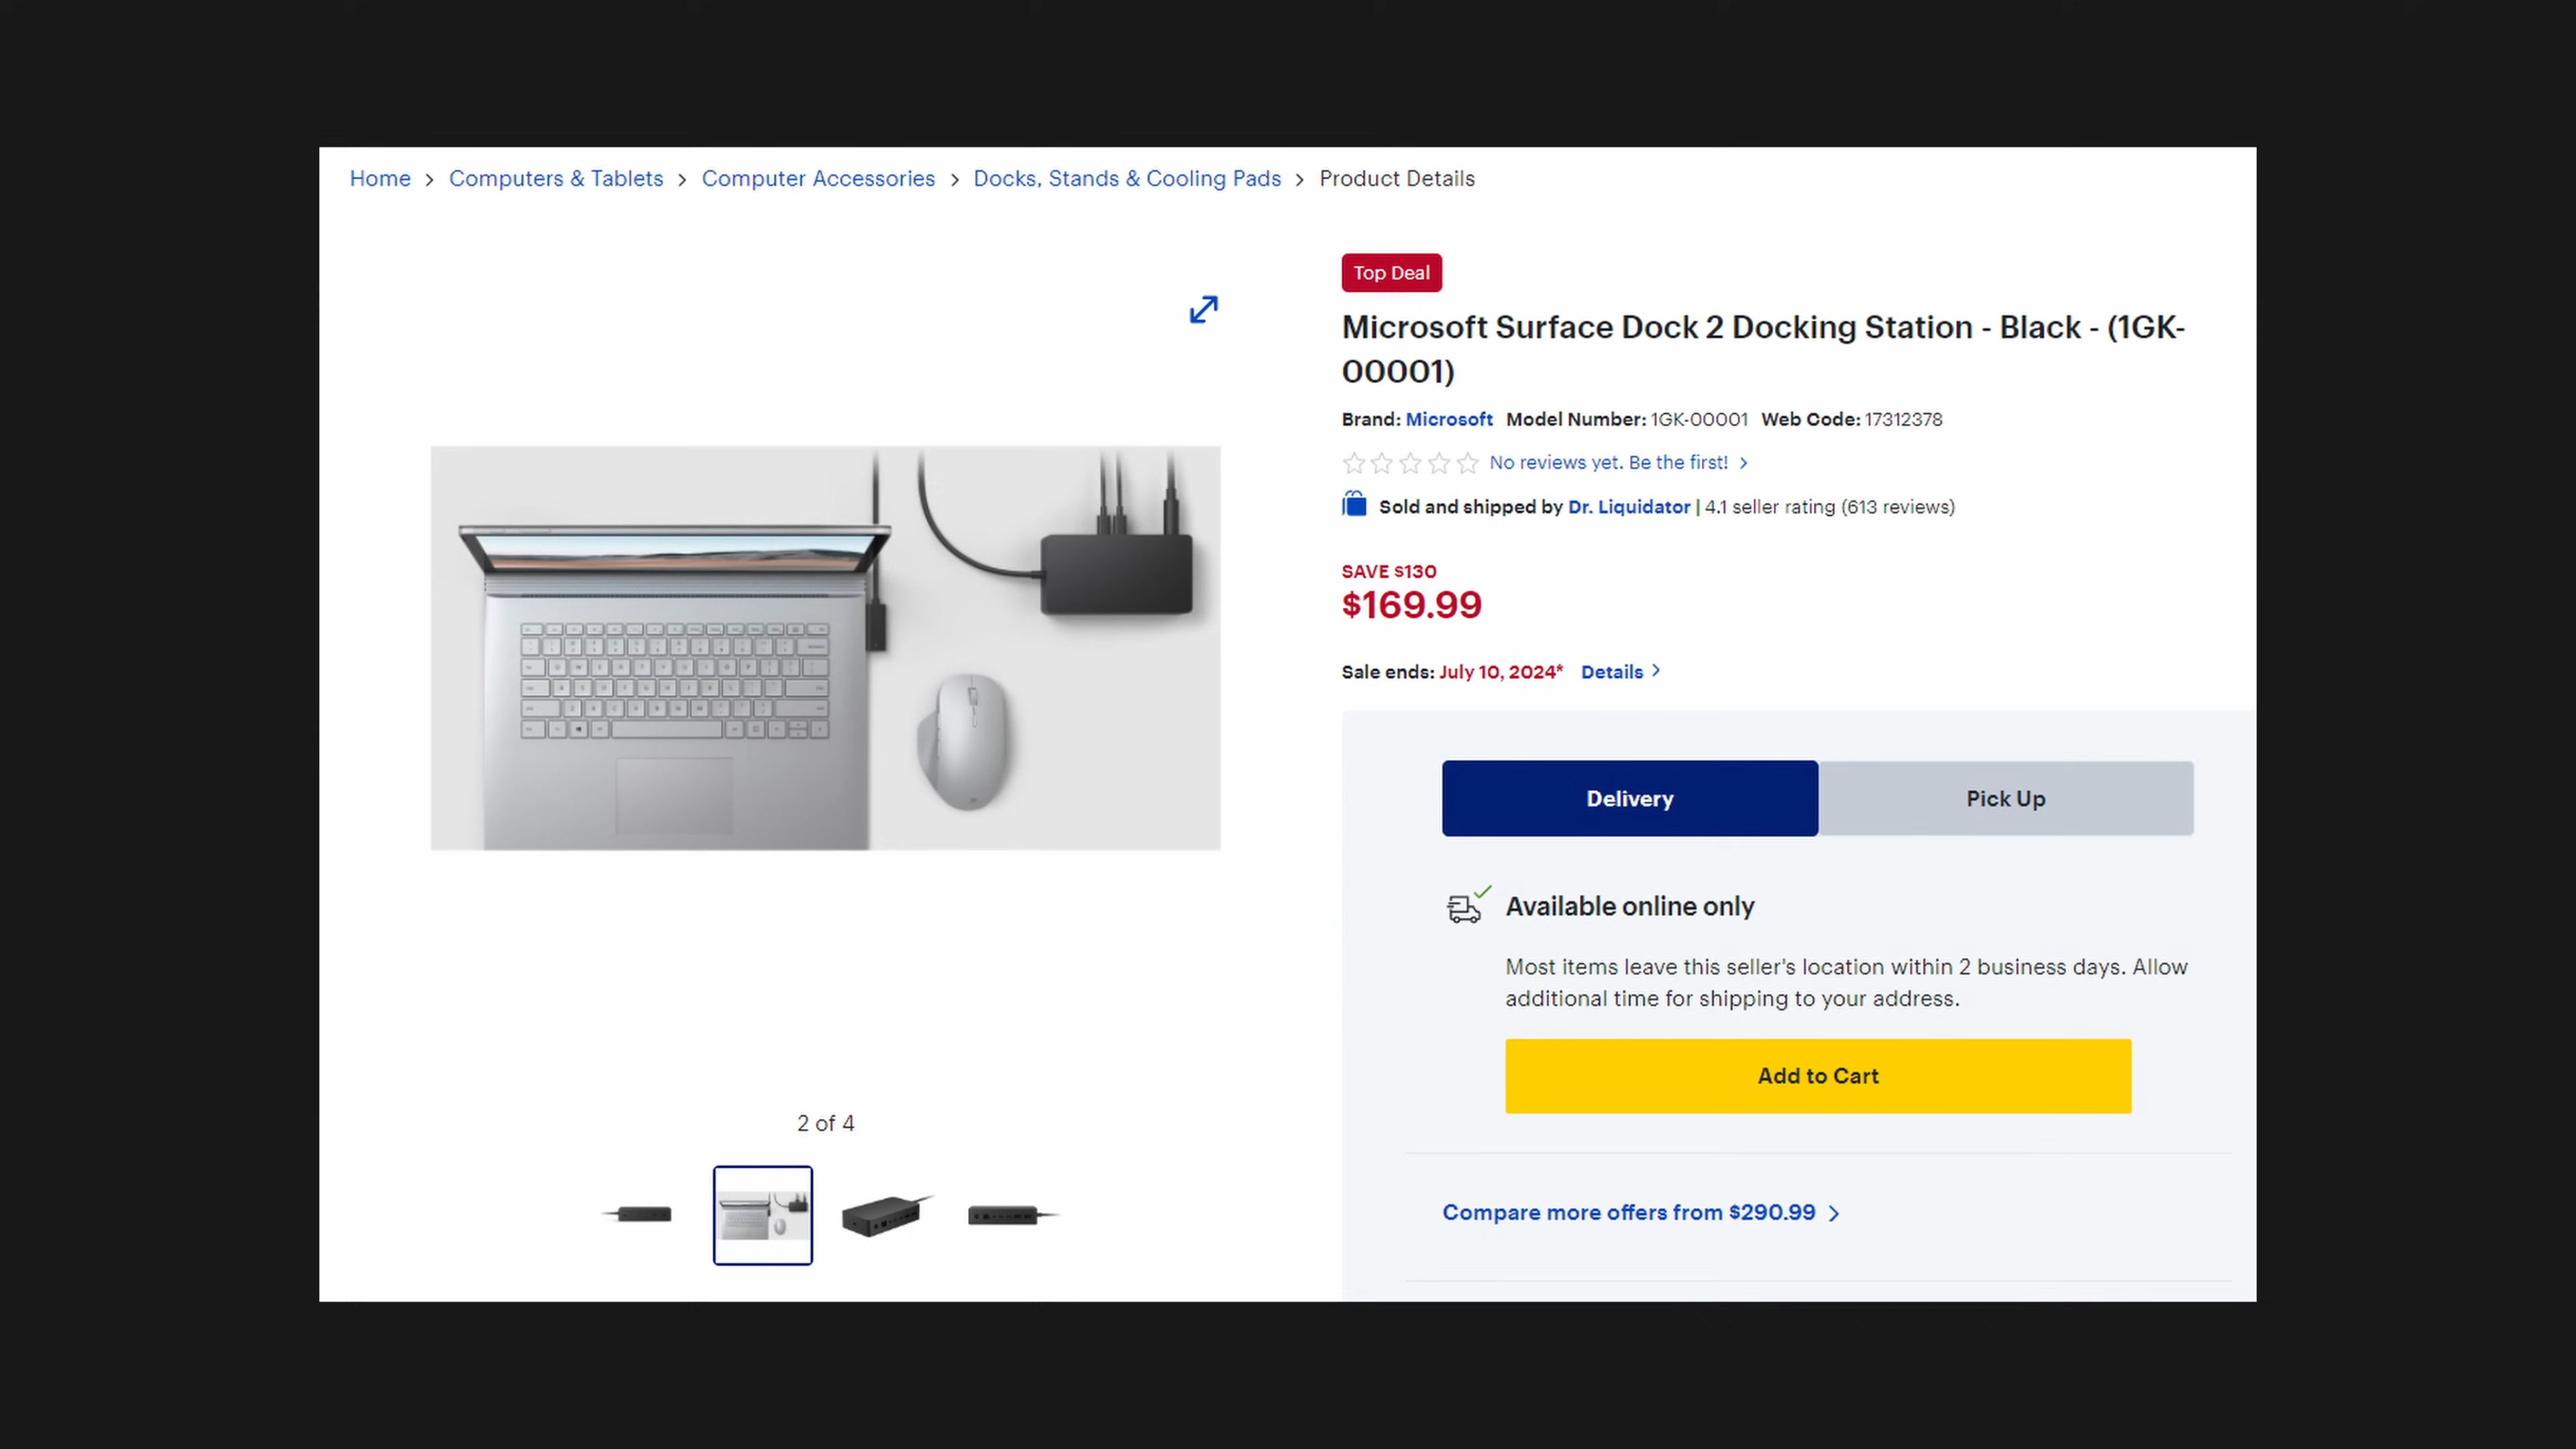 Home > Computers & Tablets > Computer Accessories > Docks, Stands & Cooling Pads > Product Details
Top Deal
Microsoft Surface Dock 2 Docking Station - Black - (1GK-
00001)
Brand: Microsoft Model Number: 1GK-00001 Web Code: 17312378
No reviews yet. Be the first! >
Sold and shipped by Dr. Liquidator | 4.1 seller rating (613 reviews)
SAVE $130
$169.99
Sale ends: July 10, 2024* Details >
Delivery
Pick Up
Available online only
Most items leave this seller's location within 2 business days. Allow
additional time for shipping to your address.
Add to Cart
2 of 4
Compare more offers from $290.99 >